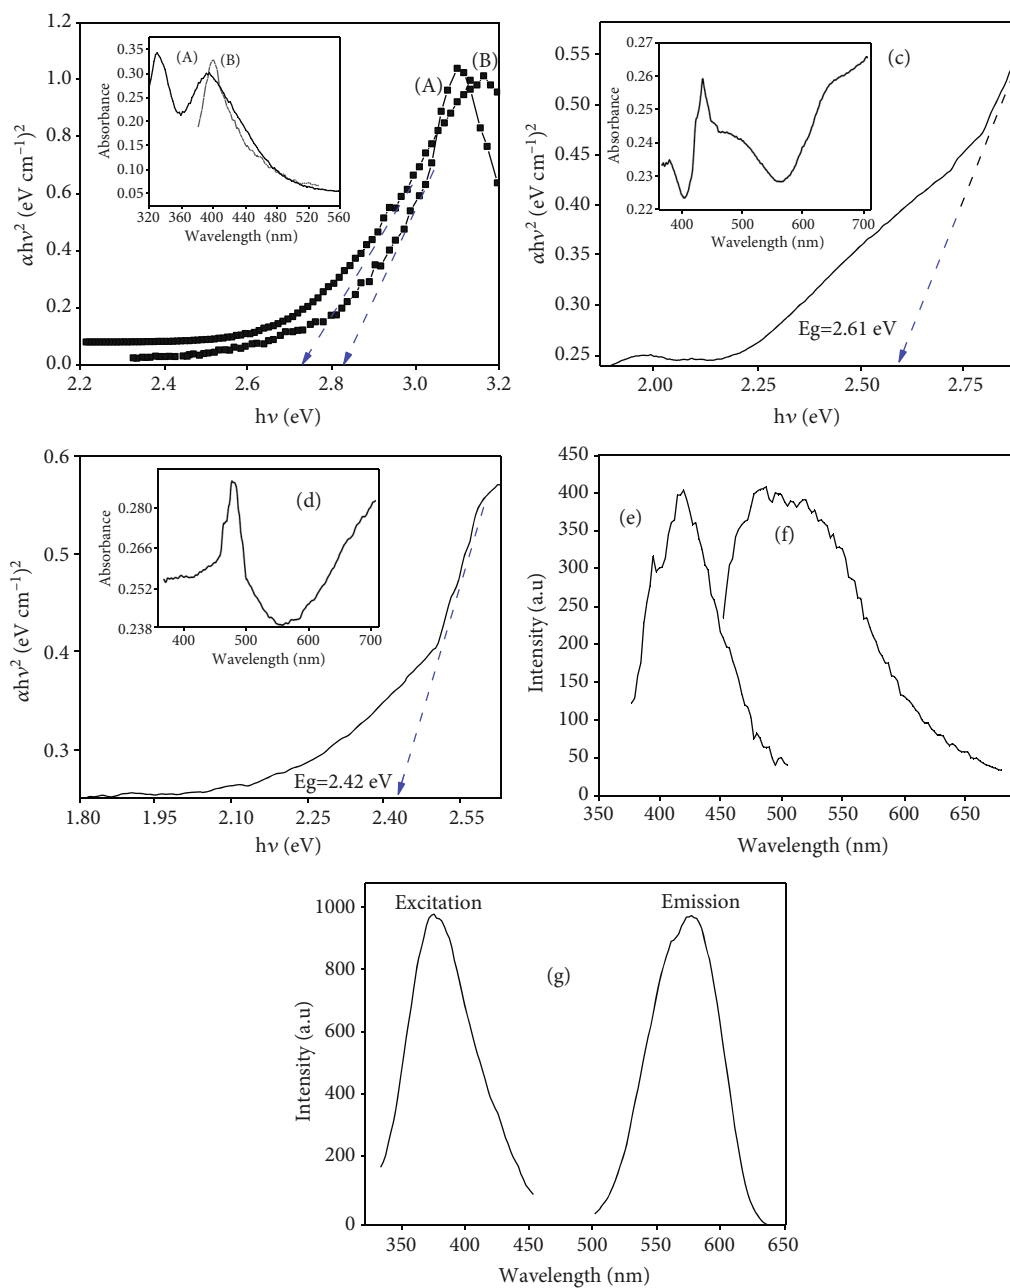 1.2
1.0
0.8
0.6
0.4
0.2
0.0
αhν² (eV cm⁻¹)²
2.2 2.4 2.6 2.8 3.0 3.2
hν (eV)
(A)
(B)
0.35
0.30
0.25
0.20
0.15
0.10
0.05
Absorbance
(A)
(B)
320 360 400 440 480 520 560
Wavelength (nm)
0.55
0.50
0.45
0.40
0.35
0.30
0.25
αhν² (eV cm⁻¹)²
2.00 2.25 2.50 2.75
hν (eV)
(c)
Eg=2.61 eV
0.27
0.26
0.25
0.24
0.23
0.22
Absorbance
400 500 600 700
Wavelength (nm)
0.6
0.5
0.4
0.3
αhν² (eV cm⁻¹)²
1.80 1.95 2.10 2.25 2.40 2.55
hν (eV)
(d)
Eg=2.42 eV
0.280
0.266
0.252
0.238
Absorbance
400 500 600 700
Wavelength (nm)
450
400
350
300
250
200
150
100
50
0
Intensity (a.u)
(e)
(f)
350 400 450 500 550 600 650
Wavelength (nm)
1000
800
600
400
200
0
Intensity (a.u)
Excitation
Emission
(g)
350 400 450 500 550 600 650
Wavelength (nm)